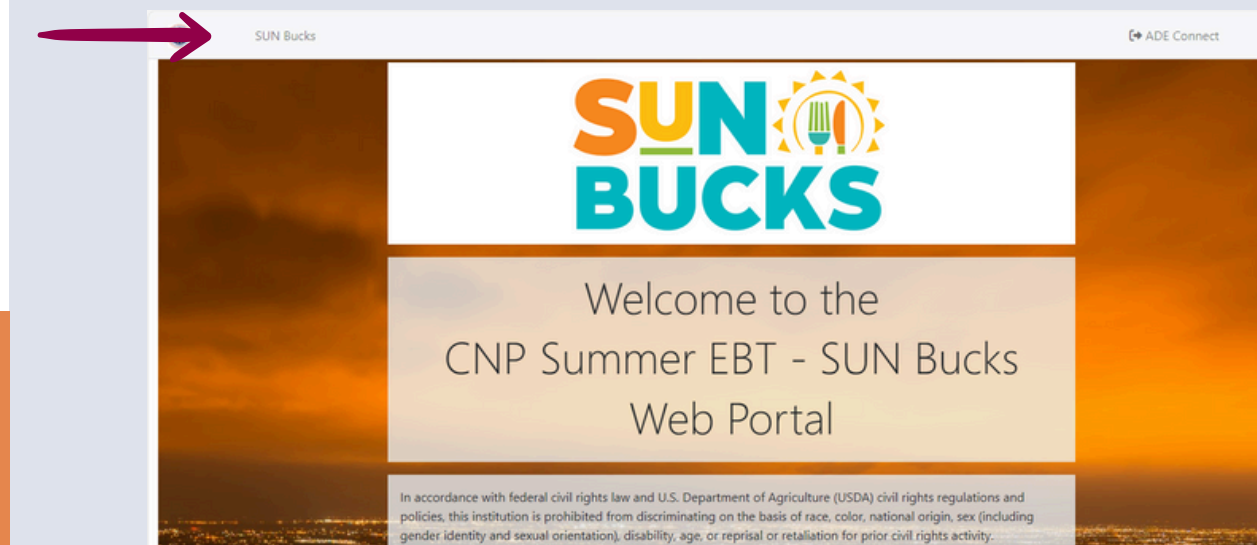 SUN Bucks
ADE Connect
SUN
BUCKS
Welcome to the
CNP Summer EBT - SUN Bucks
Web Portal
In accordance with federal civil rights law and U.S. Department of Agriculture (USDA) civil rights regulations and
policies, this institution is prohibited from discriminating on the basis of race, color, national origin, sex (including
gender identity and sexual orientation), disability, age, or reprisal or retaliation for prior civil rights activity.